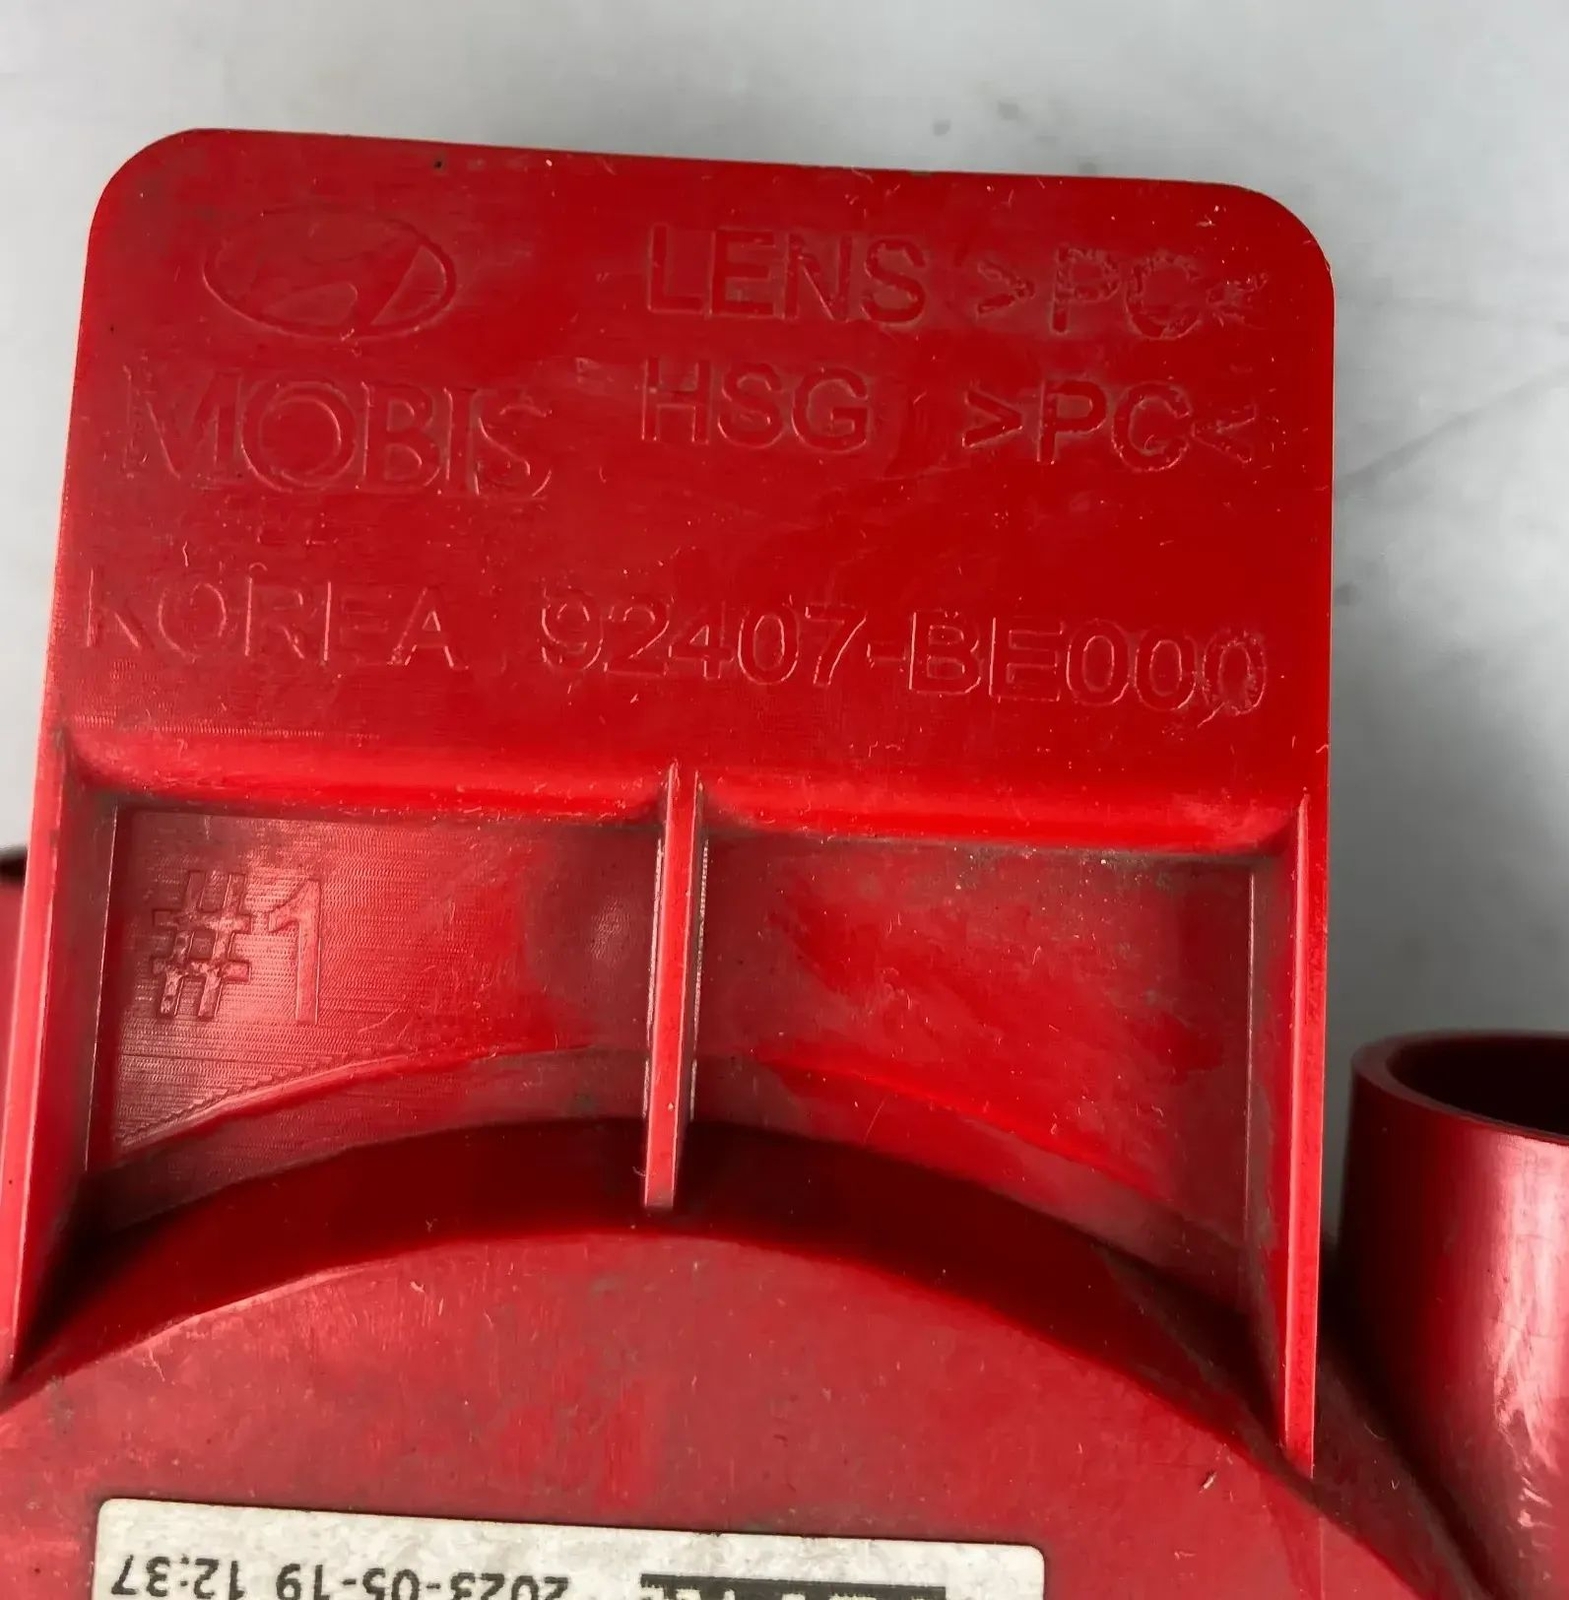 LENS >PC<
MOBIS HSG >PC<
KOREA 92407-BE000
#1
2023-05-19 12:37